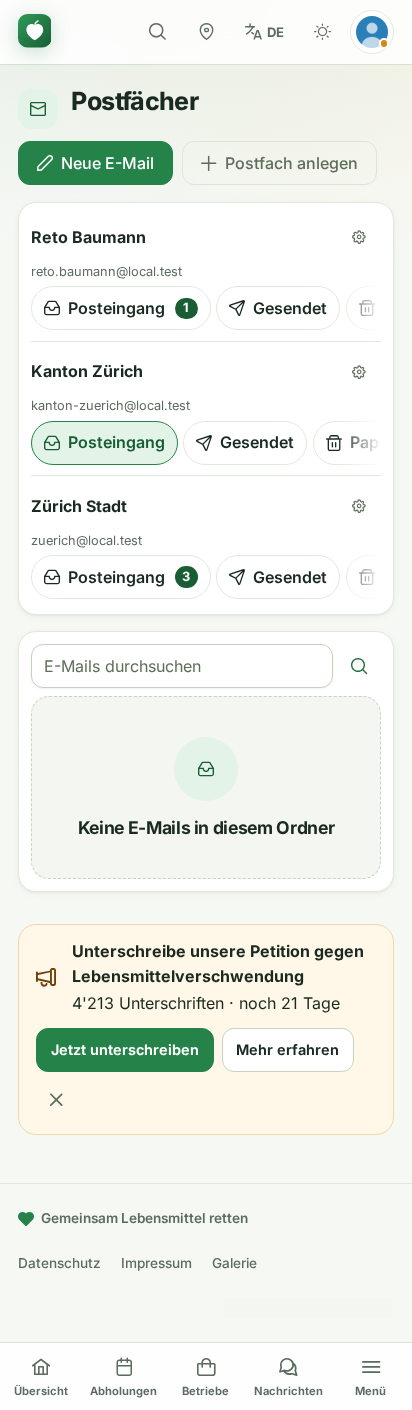 DE
Postfächer
Neue E-Mail
Postfach anlegen
Reto Baumann
reto.baumann@local.test
Posteingang 1
Gesendet
Kanton Zürich
kanton-zuerich@local.test
Posteingang
Gesendet
Pap
Zürich Stadt
zuerich@local.test
Posteingang 3
Gesendet
E-Mails durchsuchen
Keine E-Mails in diesem Ordner
Unterschreibe unsere Petition gegen
Lebensmittelverschwendung
4'213 Unterschriften · noch 21 Tage
Jetzt unterschreiben
Mehr erfahren
Gemeinsam Lebensmittel retten
Datenschutz Impressum Galerie
Übersicht Abholungen Betriebe Nachrichten Menü